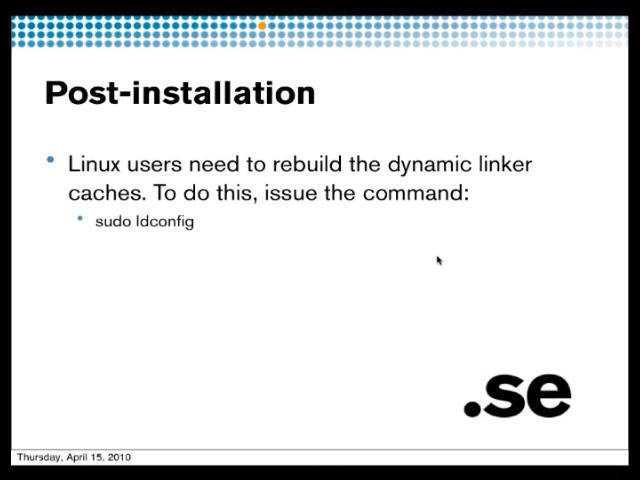 Post-installation
• Linux users need to rebuild the dynamic linker
caches. To do this, issue the command:
• sudo ldconfig
.se
Thursday, April 15, 2010